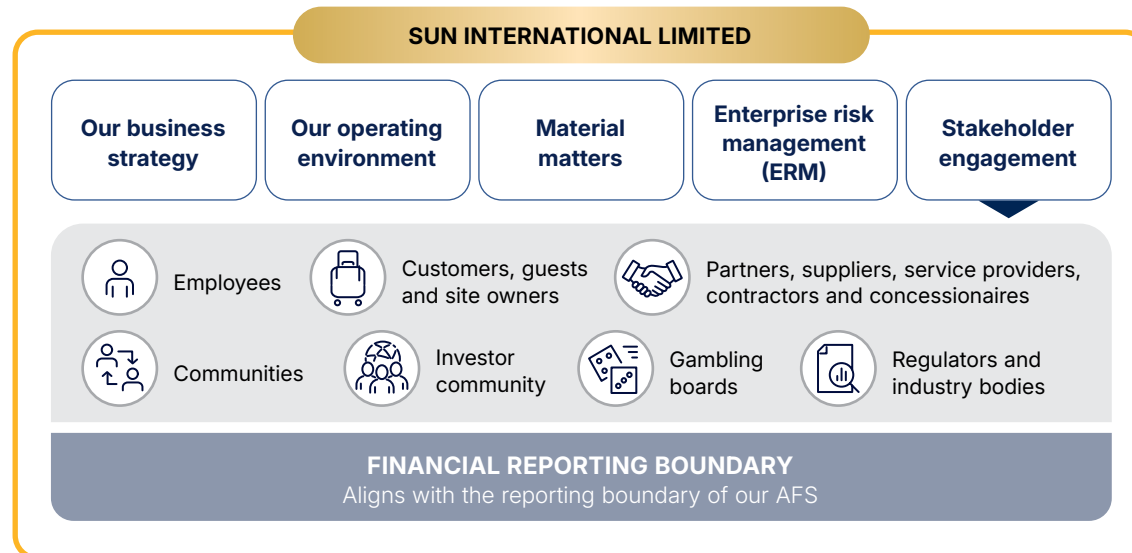 SUN INTERNATIONAL LIMITED
Our business
strategy
Our operating
environment
Material
matters
Enterprise risk
management
(ERM)
Stakeholder
engagement
Employees
Customers, guests
and site owners
Partners, suppliers, service providers,
contractors and concessionaires
Communities
Investor
community
Gambling
boards
Regulators and
industry bodies
FINANCIAL REPORTING BOUNDARY
Aligns with the reporting boundary of our AFS